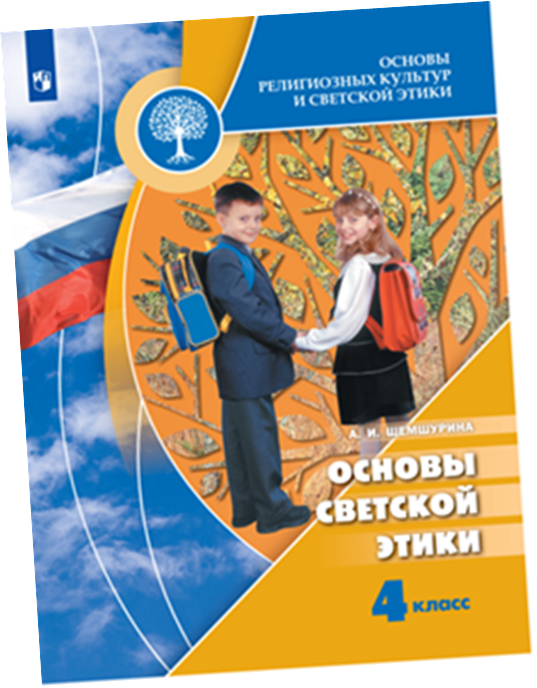 ОСНОВЫ
РЕЛИГИОЗНЫХ КУЛЬТУР
И СВЕТСКОЙ ЭТИКИ
А. И. ШЕМШУРИНА
ОСНОВЫ
СВЕТСКОЙ
ЭТИКИ
4 класс